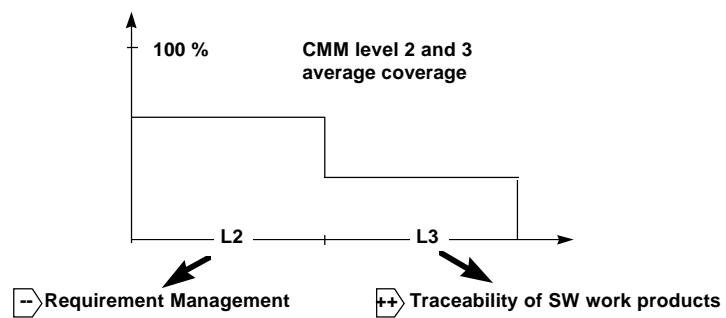 100 %
CMM level 2 and 3
average coverage
L2
L3
-- Requirement Management
++ Traceability of SW work products